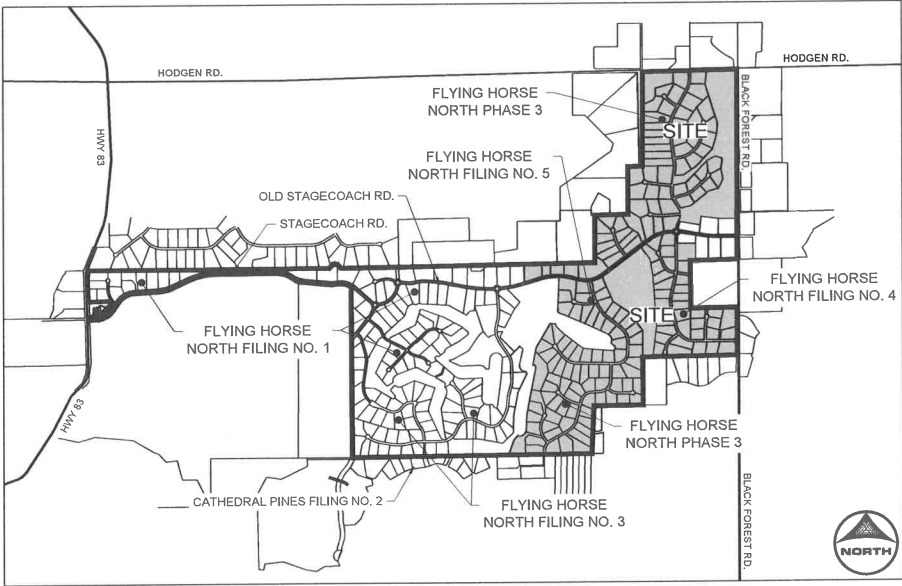 HODGEN RD.
HODGEN RD.
FLYING HORSE
NORTH PHASE 3
BLACK FOREST RD.
SITE
HWY 83
FLYING HORSE
NORTH FILING NO. 5
OLD STAGECOACH RD.
STAGECOACH RD.
FLYING HORSE
NORTH FILING NO. 4
SITE
FLYING HORSE
NORTH FILING NO. 1
HWY 83
FLYING HORSE
NORTH PHASE 3
CATHEDRAL PINES FILING NO. 2
FLYING HORSE
NORTH FILING NO. 3
BLACK FOREST RD.
NORTH